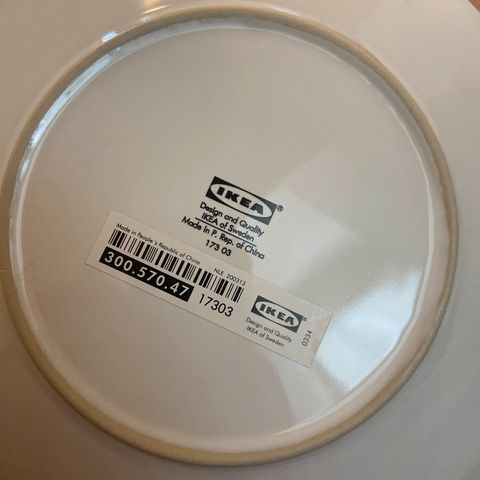 IKEA®
Design and Quality
IKEA of Sweden
Made in P. Rep. of China
173 03
Made in People's Republic of China
NLE 200313
300.570.47
17303
IKEA®
Design and Quality
IKEA of Sweden
0334